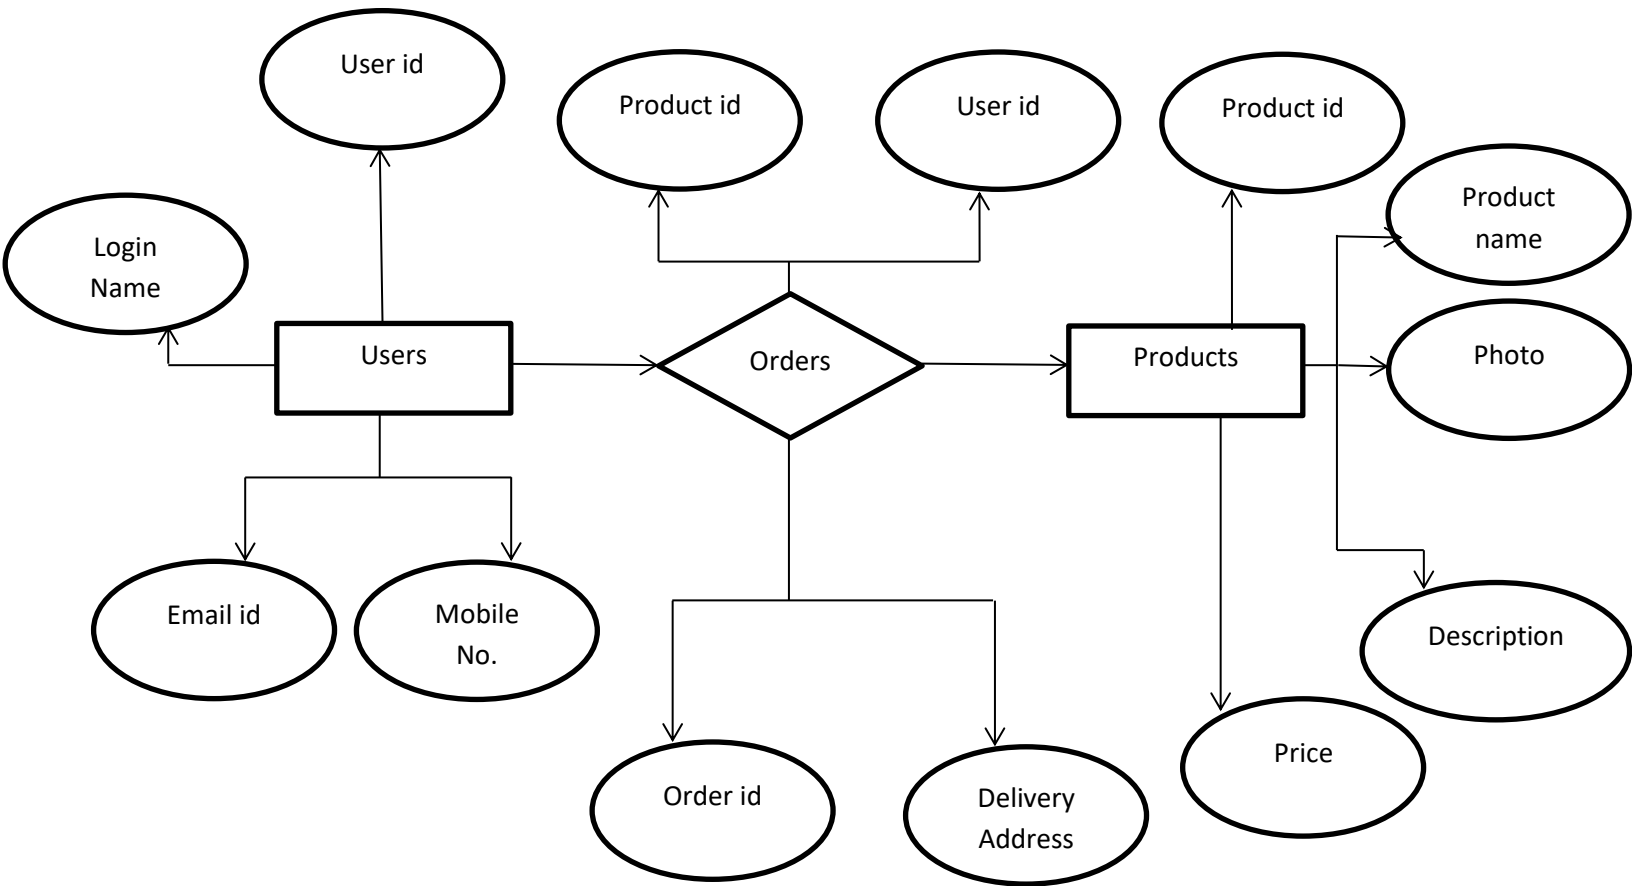 User id
Product id
User id
Product id
Product
name
Login
Name
Users
Orders
Products
Photo
Email id
Mobile
No.
Description
Price
Order id
Delivery
Address